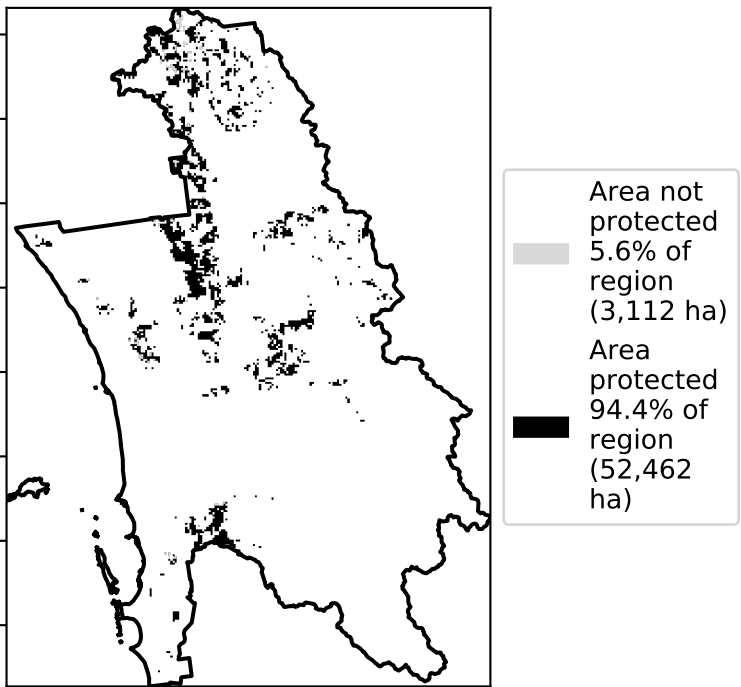 Area not
protected
5.6% of
region
(3,112 ha)
Area
protected
94.4% of
region
(52,462
ha)